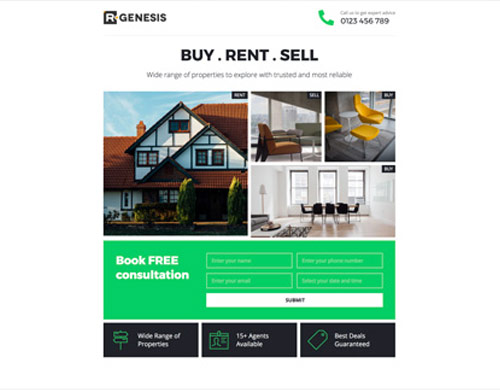 R GENESIS
Call us to get expert advice
0123 456 789
BUY . RENT . SELL
Wide range of properties to explore with trusted and most reliable
RENT
SELL
BUY
BUY
Book FREE
consultation
Enter your name
Enter your phone number
Enter your email
Select your date and time
SUBMIT
Wide Range of
Properties
15+ Agents
Available
Best Deals
Guaranteed